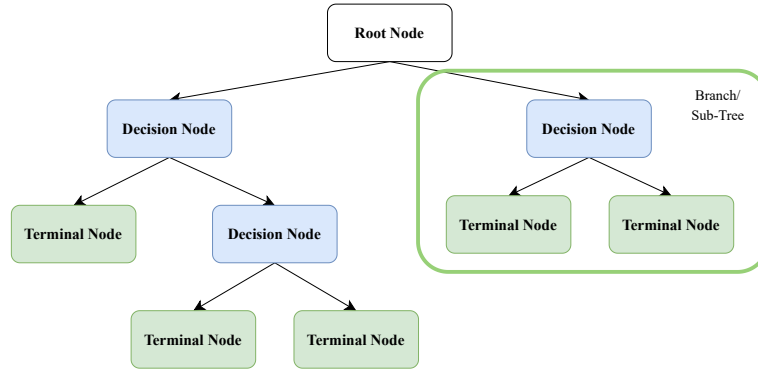 Root Node
Branch/
Sub-Tree
Decision Node
Decision Node
Terminal Node
Decision Node
Terminal Node
Terminal Node
Terminal Node
Terminal Node